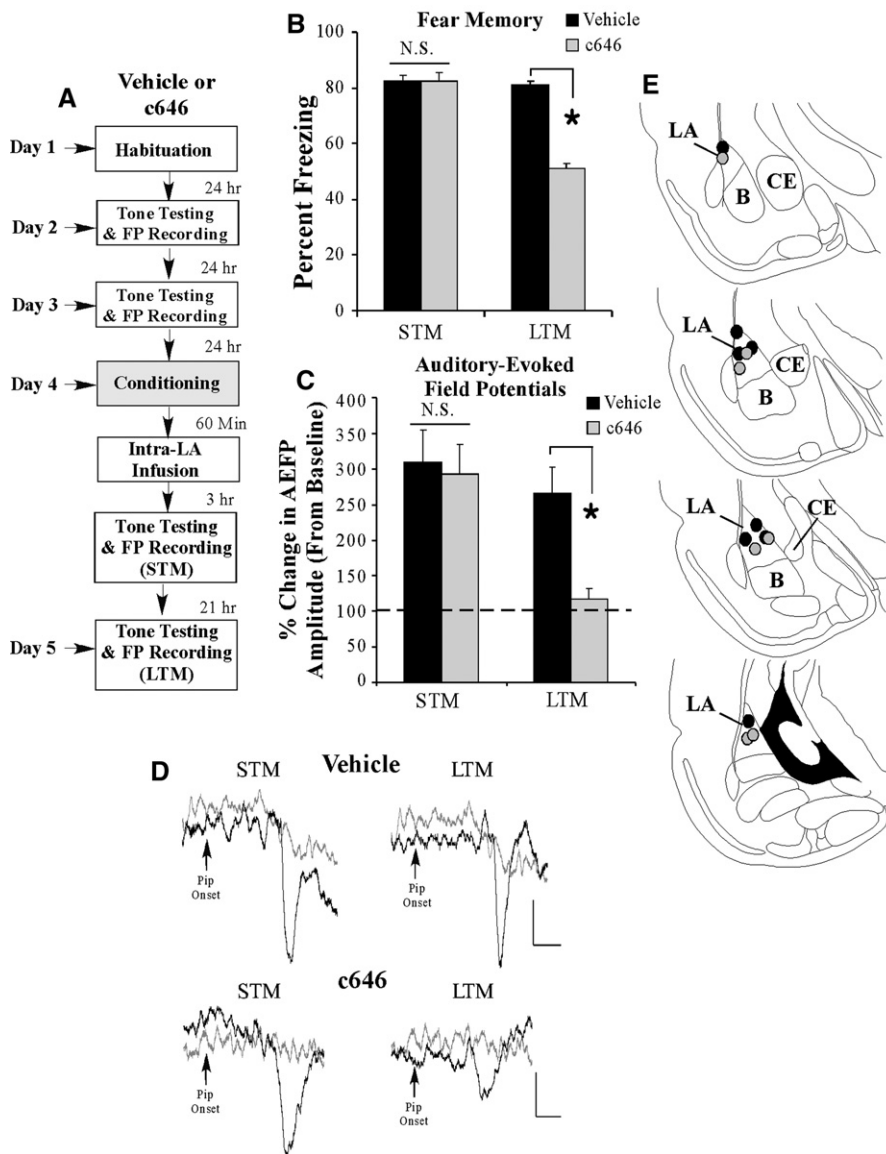 A
Vehicle or
c646
Day 1
Habituation
24 hr
Day 2
Tone Testing
& FP Recording
24 hr
Day 3
Tone Testing
& FP Recording
24 hr
Day 4
Conditioning
60 Min
Intra-LA
Infusion
3 hr
Tone Testing
& FP Recording
(STM)
21 hr
Day 5
Tone Testing
& FP Recording
(LTM)
B
Fear Memory
Vehicle
c646
N.S.
*
Percent Freezing
100
80
60
40
20
0
STM
LTM
C
Auditory-Evoked
Field Potentials
Vehicle
c646
N.S.
*
% Change in AEFP
Amplitude (From Baseline)
400
350
300
250
200
150
100
50
0
STM
LTM
D
Vehicle
STM
LTM
Pip
Onset
Pip
Onset
c646
STM
LTM
Pip
Onset
Pip
Onset
E
LA
B
CE
LA
B
CE
LA
CE
B
LA